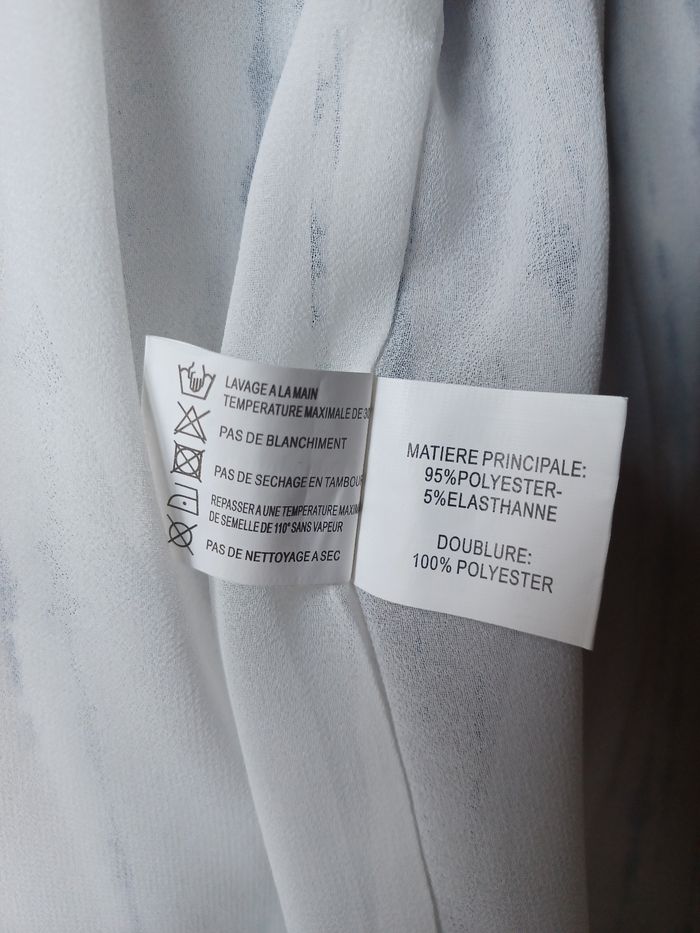 LAVAGE A LA MAIN
TEMPERATURE MAXIMALE DE 30
PAS DE BLANCHIMENT
PAS DE SECHAGE EN TAMBOUR
REPASSER A UNE TEMPERATURE
DE SEMELLE DE 110° SANS VAPEUR
PAS DE NETTOYAGE A SEC
MATIERE PRINCIPALE:
95%POLYESTER-
5%ELASTHANNE
DOUBLURE:
100% POLYESTER